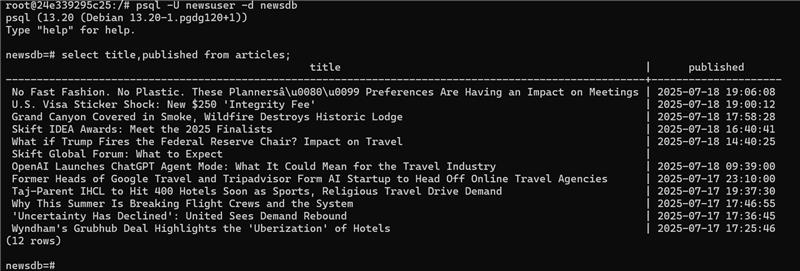 root@24e339295c25:/# psql -U newsuser -d newsdb
psql (13.20 (Debian 13.20-1.pgdg120+1))
Type "help" for help.
newsdb=# select title,published from articles;
title | published
No Fast Fashion. No Plastic. These Plannersâ\u0080\u0099 Preferences Are Having an Impact on Meetings | 2025-07-18 19:06:08
U.S. Visa Sticker Shock: New $250 'Integrity Fee' | 2025-07-18 19:00:12
Grand Canyon Covered in Smoke, Wildfire Destroys Historic Lodge | 2025-07-18 17:58:28
Skift IDEA Awards: Meet the 2025 Finalists | 2025-07-18 16:40:41
What if Trump Fires the Federal Reserve Chair? Impact on Travel | 2025-07-18 14:40:25
Skift Global Forum: What to Expect |
OpenAI Launches ChatGPT Agent Mode: What It Could Mean for the Travel Industry | 2025-07-18 09:39:00
Former Heads of Google Travel and Tripadvisor Form AI Startup to Head Off Online Travel Agencies | 2025-07-17 23:10:00
Taj-Parent IHCL to Hit 400 Hotels Soon as Sports, Religious Travel Drive Demand | 2025-07-17 19:37:30
Why This Summer Is Breaking Flight Crews and the System | 2025-07-17 17:46:55
'Uncertainty Has Declined': United Sees Demand Rebound | 2025-07-17 17:36:45
Wyndham's Grubhub Deal Highlights the 'Uberization' of Hotels | 2025-07-17 17:25:46
(12 rows)
newsdb=#